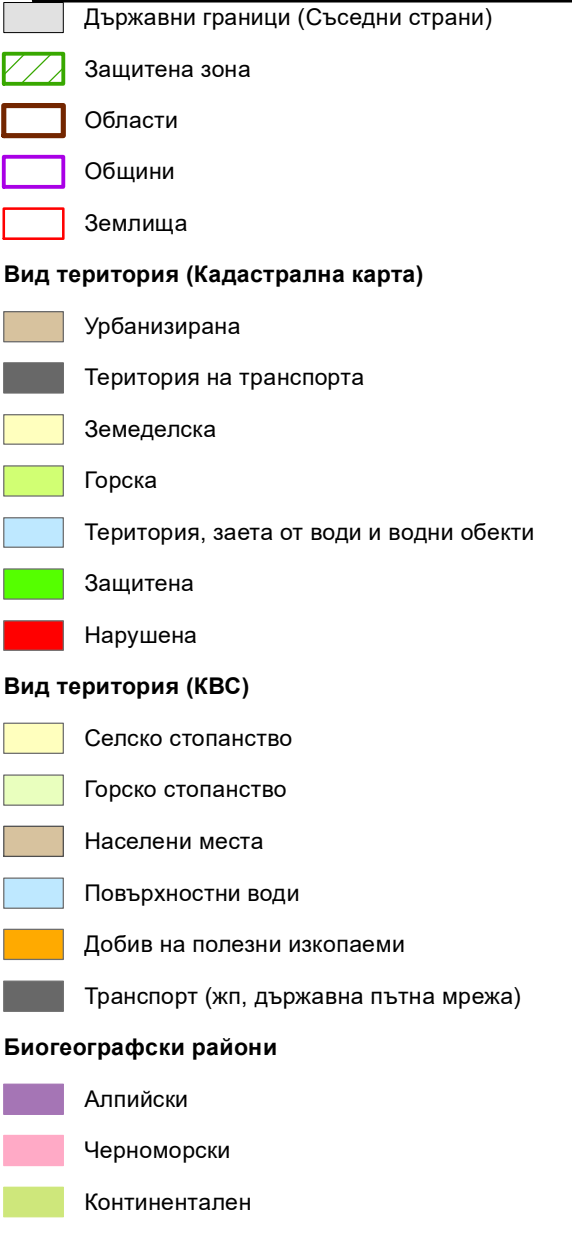 Държавни граници (Съседни страни)
Защитена зона
Области
Общини
Землища
Вид територия (Кадастрална карта)
Урбанизирана
Територия на транспорта
Земеделска
Горска
Територия, заета от води и водни обекти
Защитена
Нарушена
Вид територия (КВС)
Селско стопанство
Горско стопанство
Населени места
Повърхностни води
Добив на полезни изкопаеми
Транспорт (жп, държавна пътна мрежа)
Биогеографски райони
Алпийски
Черноморски
Континентален